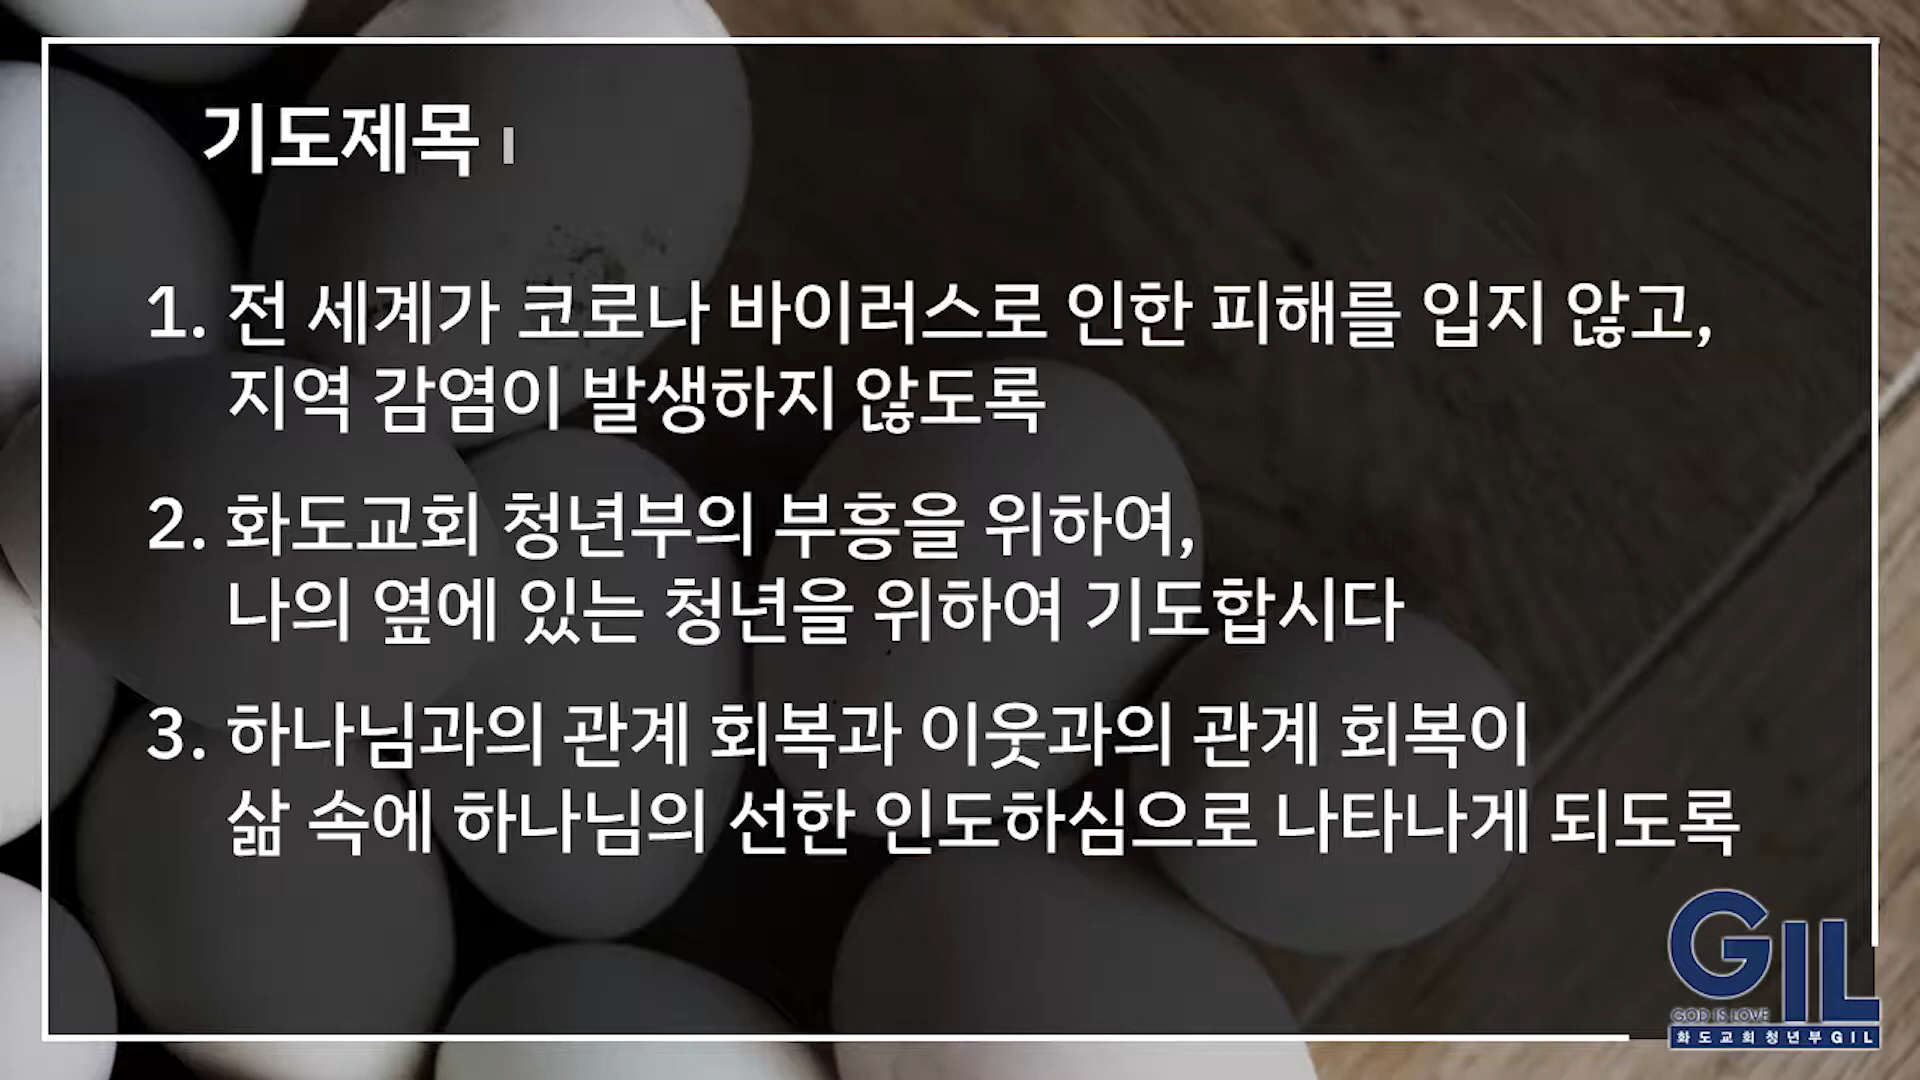 기도제목
1. 전 세계가 코로나 바이러스로 인한 피해를 입지 않고,
지역 감염이 발생하지 않도록
2. 화도교회 청년부의 부흥을 위하여,
나의 옆에 있는 청년을 위하여 기도합시다
3. 하나님과의 관계 회복과 이웃과의 관계 회복이
삶 속에 하나님의 선한 인도하심으로 나타나게 되도록
GIL
GOD IS LOVE
화도교회청년부GIL